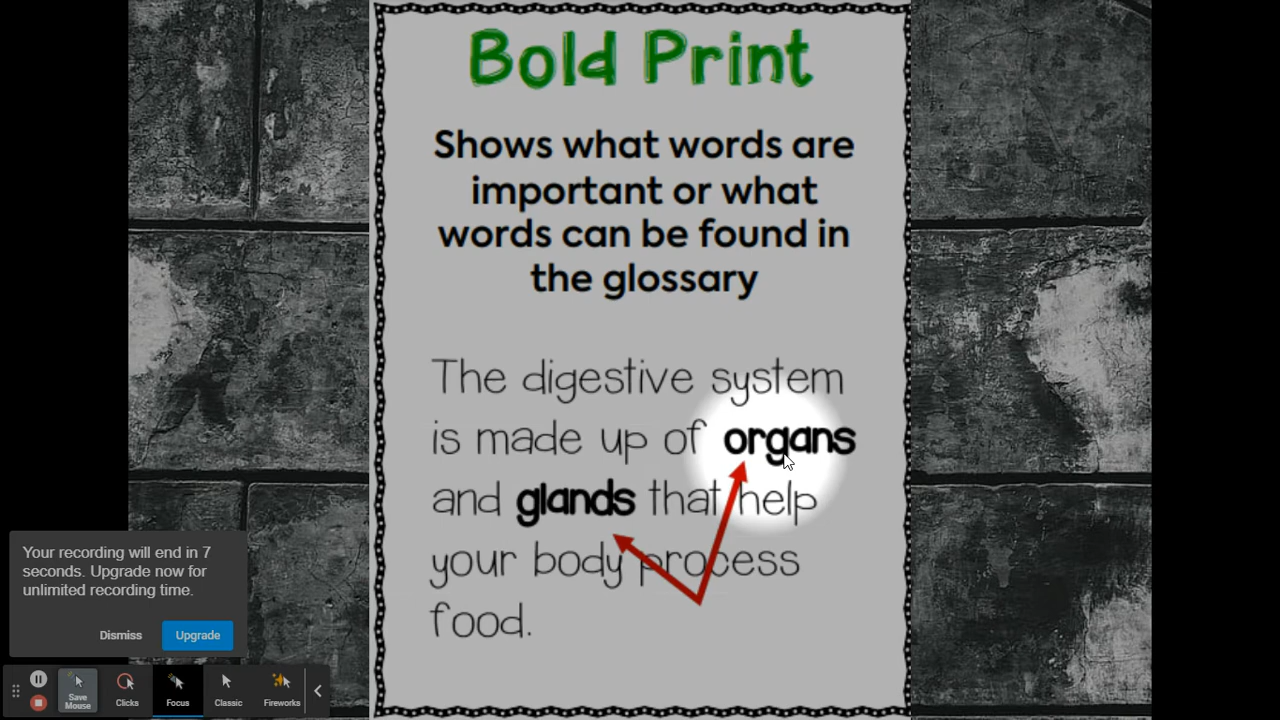 Bold Print
Shows what words are
important or what
words can be found in
the glossary
The digestive system
is made up of organs
and glands that help
your body process
food.
Your recording will end in 7
seconds. Upgrade now for
unlimited recording time.
Dismiss
Upgrade
Save
Mouse
Clicks
Focus
Classic
Fireworks